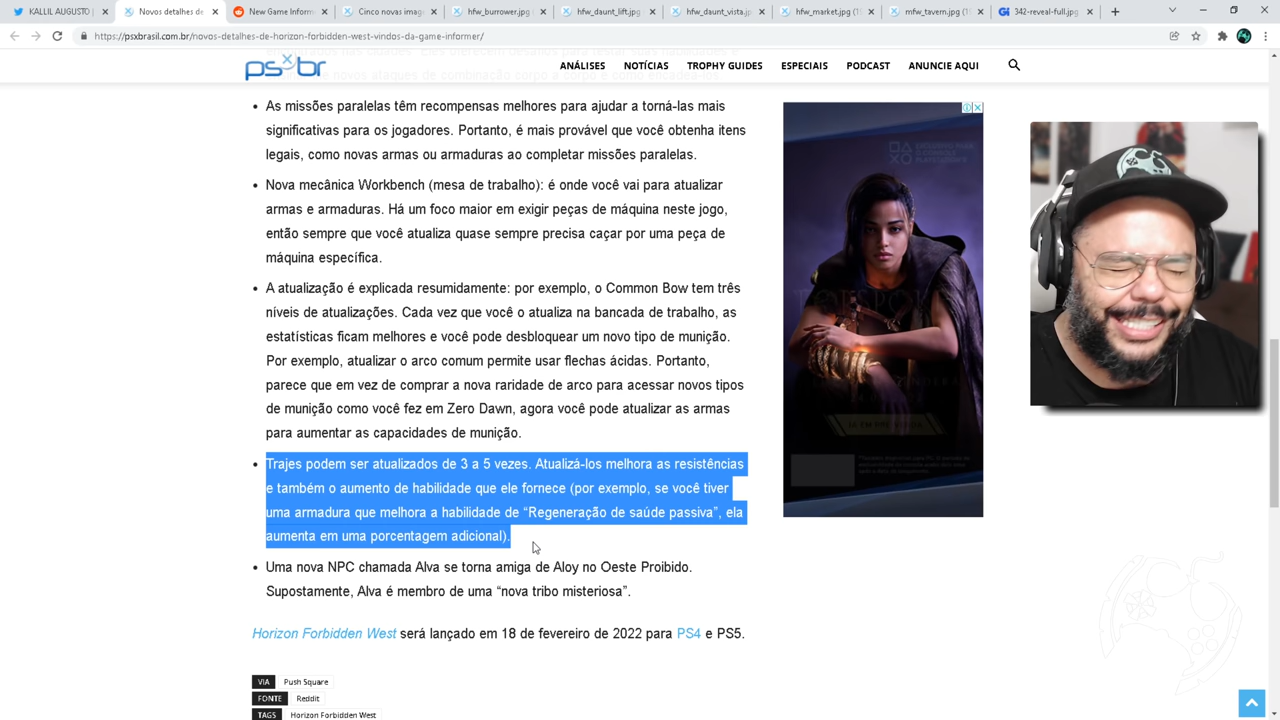 KALLIL AUGUSTO |
Novos detalhes de
New Game Inform
Cinco novas imag
hfw_burrower.jpg
hfw_daunt_lift.jpg
hfw_daunt_vista.jp
hfw_market.jpg (19
mfw_tavern.jpg (1
342-reveal-full.jpg
https://psxbrasil.com.br/novos-detalhes-de-horizon-forbidden-west-vindos-da-game-informer/
psxbr
ANÁLISES
NOTÍCIAS
TROPHY GUIDES
ESPECIAIS
PODCAST
ANUNCIE AQUI
As missões paralelas têm recompensas melhores para ajudar a torná-las mais
significativas para os jogadores. Portanto, é mais provável que você obtenha itens
legais, como novas armas ou armaduras ao completar missões paralelas.
Nova mecânica Workbench (mesa de trabalho): é onde você vai para atualizar
armas e armaduras. Há um foco maior em exigir peças de máquina neste jogo,
então sempre que você atualiza quase sempre precisa caçar por uma peça de
máquina específica.
A atualização é explicada resumidamente: por exemplo, o Common Bow tem três
níveis de atualizações. Cada vez que você o atualiza na bancada de trabalho, as
estatísticas ficam melhores e você pode desbloquear um novo tipo de munição.
Por exemplo, atualizar o arco comum permite usar flechas ácidas. Portanto,
parece que em vez de comprar a nova raridade de arco para acessar novos tipos
de munição como você fez em Zero Dawn, agora você pode atualizar as armas
para aumentar as capacidades de munição.
Trajes podem ser atualizados de 3 a 5 vezes. Atualizá-los melhora as resistências
e também o aumento de habilidade que ele fornece (por exemplo, se você tiver
uma armadura que melhora a habilidade de “Regeneração de saúde passiva”, ela
aumenta em uma porcentagem adicional).
Uma nova NPC chamada Alva se torna amiga de Aloy no Oeste Proibido.
Supostamente, Alva é membro de uma “nova tribo misteriosa”.
Horizon Forbidden West será lançado em 18 de fevereiro de 2022 para PS4 e PS5.
VIA Push Square
FONTE Reddit
TAGS Horizon Forbidden West